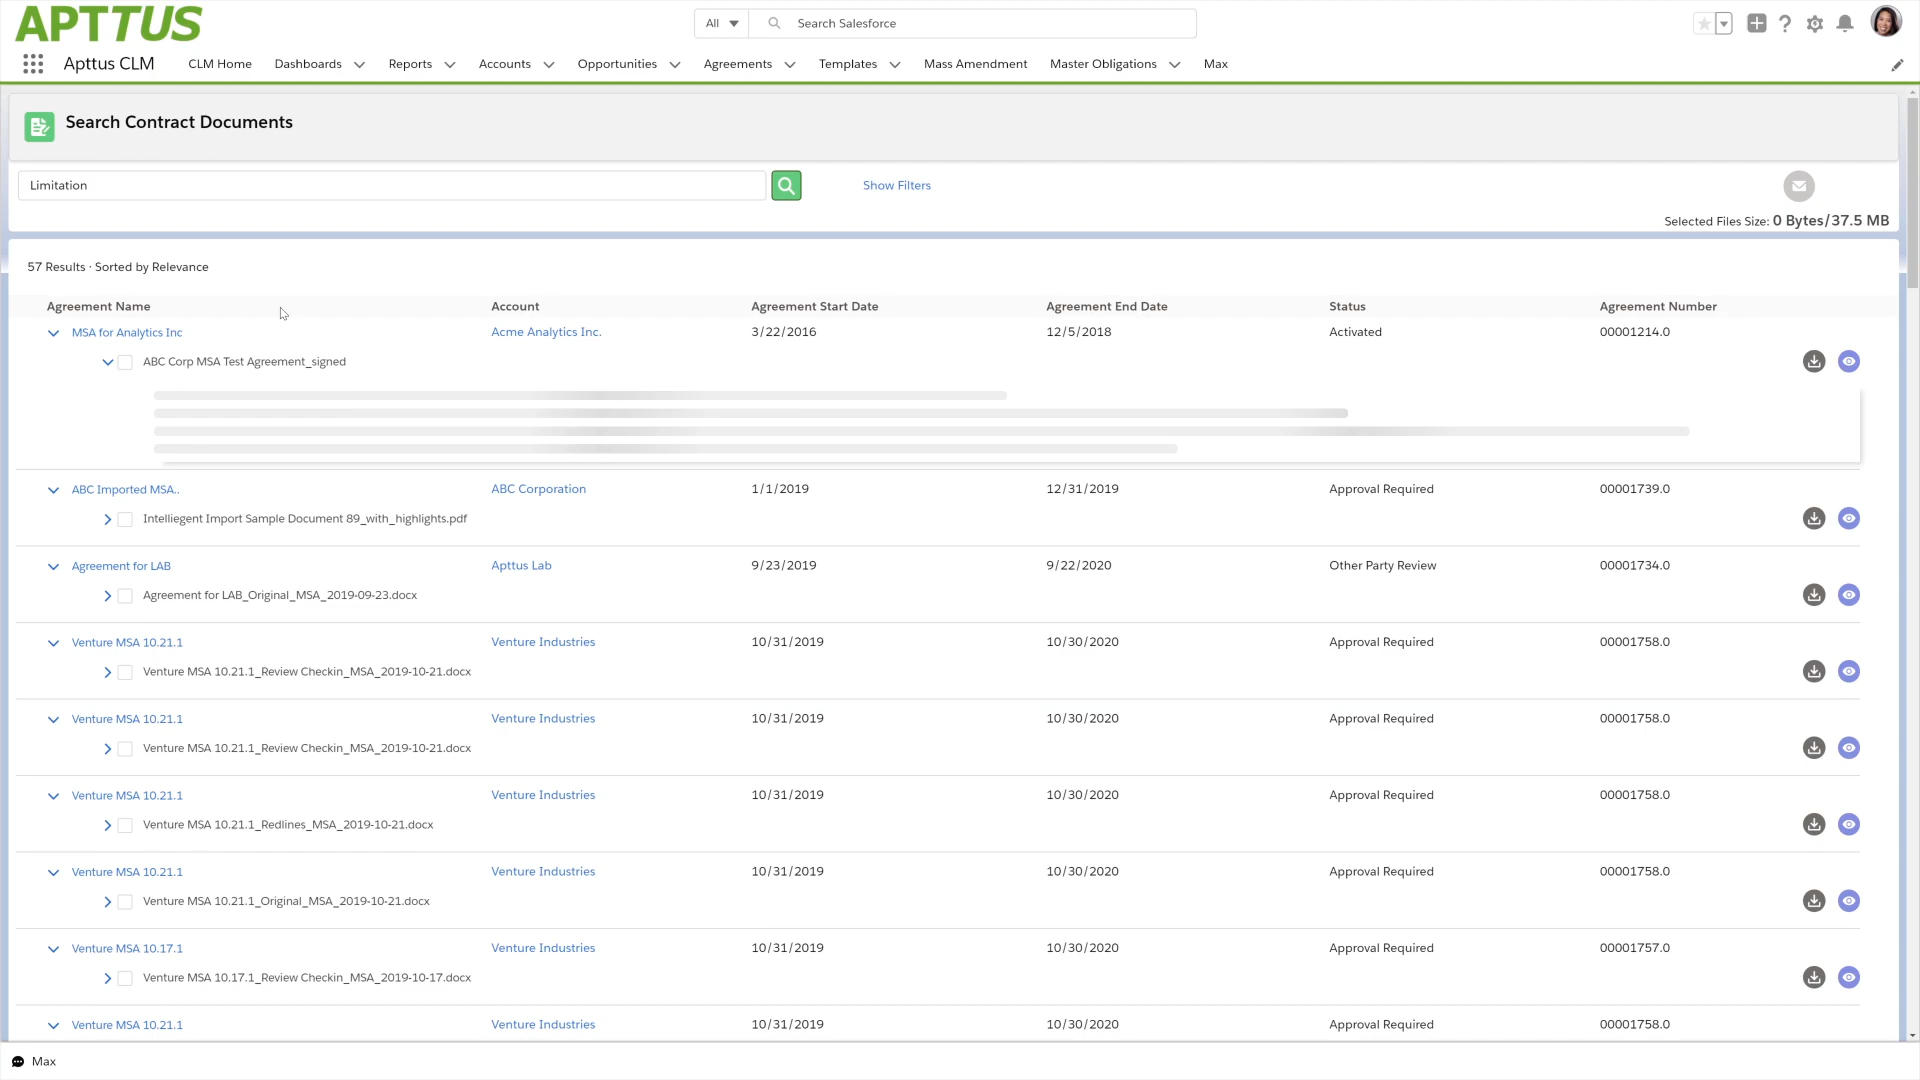 APTTUS
All
Search Salesforce
Apttus CLM
CLM Home
Dashboards
Reports
Accounts
Opportunities
Agreements
Templates
Mass Amendment
Master Obligations
Max
Search Contract Documents
Limitation
Show Filters
Selected Files Size: 0 Bytes/37.5 MB
57 Results · Sorted by Relevance
Agreement Name Account Agreement Start Date Agreement End Date Status Agreement Number
MSA for Analytics Inc Acme Analytics Inc. 3/22/2016 12/5/2018 Activated 00001214.0
ABC Corp MSA Test Agreement_signed
ABC Imported MSA.. ABC Corporation 1/1/2019 12/31/2019 Approval Required 00001739.0
Intelliegent Import Sample Document 89_with_highlights.pdf
Agreement for LAB Apttus Lab 9/23/2019 9/22/2020 Other Party Review 00001734.0
Agreement for LAB_Original_MSA_2019-09-23.docx
Venture MSA 10.21.1 Venture Industries 10/31/2019 10/30/2020 Approval Required 00001758.0
Venture MSA 10.21.1_Review Checkin_MSA_2019-10-21.docx
Venture MSA 10.21.1 Venture Industries 10/31/2019 10/30/2020 Approval Required 00001758.0
Venture MSA 10.21.1_Review Checkin_MSA_2019-10-21.docx
Venture MSA 10.21.1 Venture Industries 10/31/2019 10/30/2020 Approval Required 00001758.0
Venture MSA 10.21.1_Redlines_MSA_2019-10-21.docx
Venture MSA 10.21.1 Venture Industries 10/31/2019 10/30/2020 Approval Required 00001758.0
Venture MSA 10.21.1_Original_MSA_2019-10-21.docx
Venture MSA 10.17.1 Venture Industries 10/31/2019 10/30/2020 Approval Required 00001757.0
Venture MSA 10.17.1_Review Checkin_MSA_2019-10-17.docx
Venture MSA 10.21.1 Venture Industries 10/31/2019 10/30/2020 Approval Required 00001758.0
Max